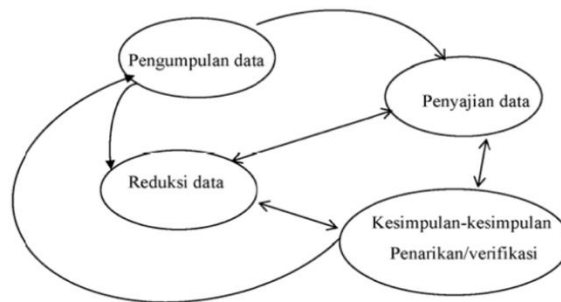 Pengumpulan data
Penyajian data
Reduksi data
Kesimpulan-kesimpulan
Penarikan/verifikasi